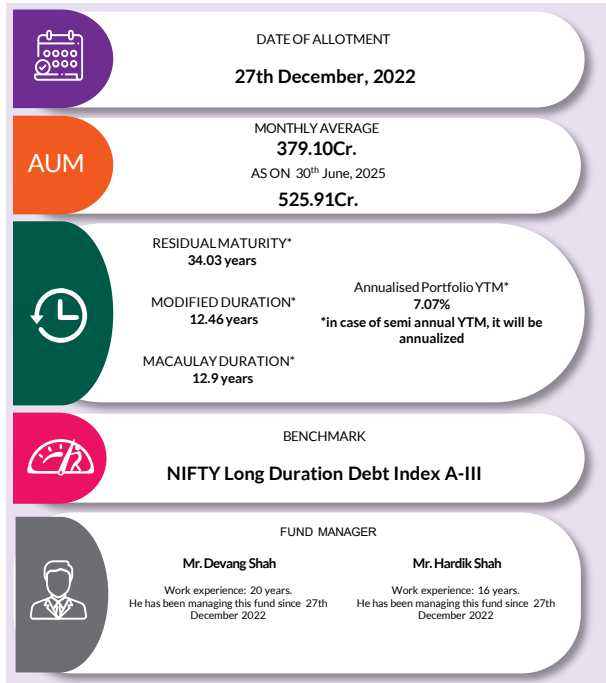 DATE OF ALLOTMENT
27th December, 2022
AUM
MONTHLY AVERAGE
379.10Cr.
AS ON 30th June, 2025
525.91Cr.
RESIDUAL MATURITY*
34.03 years
MODIFIED DURATION*
12.46 years
MACAULAY DURATION*
12.9 years
Annualised Portfolio YTM*
7.07%
*in case of semi annual YTM, it will be
annualized
BENCHMARK
NIFTY Long Duration Debt Index A-III
FUND MANAGER
Mr. Devang Shah
Work experience: 20 years.
He has been managing this fund since 27th
December 2022
Mr. Hardik Shah
Work experience: 16 years.
He has been managing this fund since 27th
December 2022